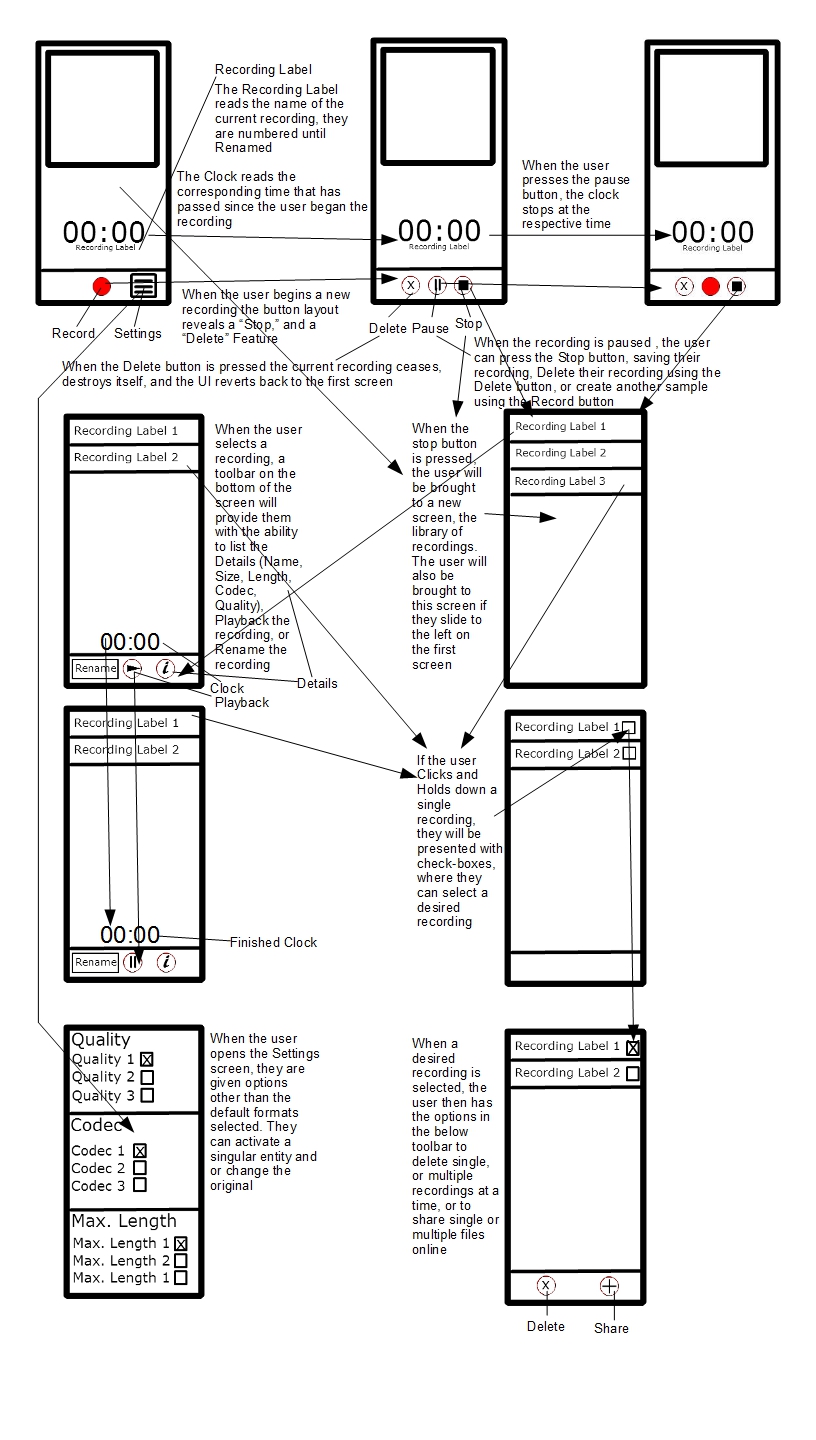 Recording Label
The Recording Label
reads the name of the
current recording, they
are numbered until
Renamed
The Clock reads the
corresponding time that has
passed since the user began the
recording
When the user
presses the pause
button, the clock
stops at the
respective time
00:00
Recording Label
00:00
Recording Label
00:00
Recording Label
X
X
Record
Settings
When the user begins a new
recording the button layout
reveals a “Stop,” and a
“Delete” Feature
Delete
Pause
Stop
When the Delete button is pressed the current recording ceases,
destroys itself, and the UI reverts back to the first screen
When the recording is paused , the user
can press the Stop button, saving their
recording, Delete their recording using the
Delete button, or create another sample
using the Record button
Recording Label 1
Recording Label 2
00:00
Rename
i
Clock
Playback
Details
When the user
selects a
recording, a
toolbar on the
bottom of the
screen will
provide them
with the ability
to list the
Details (Name,
Size, Length,
Codec,
Quality),
Playback the
recording, or
Rename the
recording
When the
stop button
is pressed
the user will
be brought
to a new
screen, the
library of
recordings.
The user will
also be
brought to
this screen if
they slide to
the left on
the first
screen
Recording Label 1
Recording Label 2
Recording Label 3
Recording Label 1
Recording Label 2
00:00
Rename
i
Finished Clock
If the user
Clicks and
Holds down a
single
recording,
they will be
presented with
check-boxes,
where they
can select a
desired
recording
Recording Label 1
Recording Label 2
Quality
Quality 1 X
Quality 2
Quality 3
Codec
Codec 1 X
Codec 2
Codec 3
Max. Length
Max. Length 1 X
Max. Length 2
Max. Length 1
When the user
opens the Settings
screen, they are
given options
other than the
default formats
selected. They
can activate a
singular entity and
or change the
original
When a
desired
recording is
selected, the
user then has
the options in
the below
toolbar to
delete single,
or multiple
recordings at a
time, or to
share single or
multiple files
online
Recording Label 1 X
Recording Label 2
X
Delete
Share